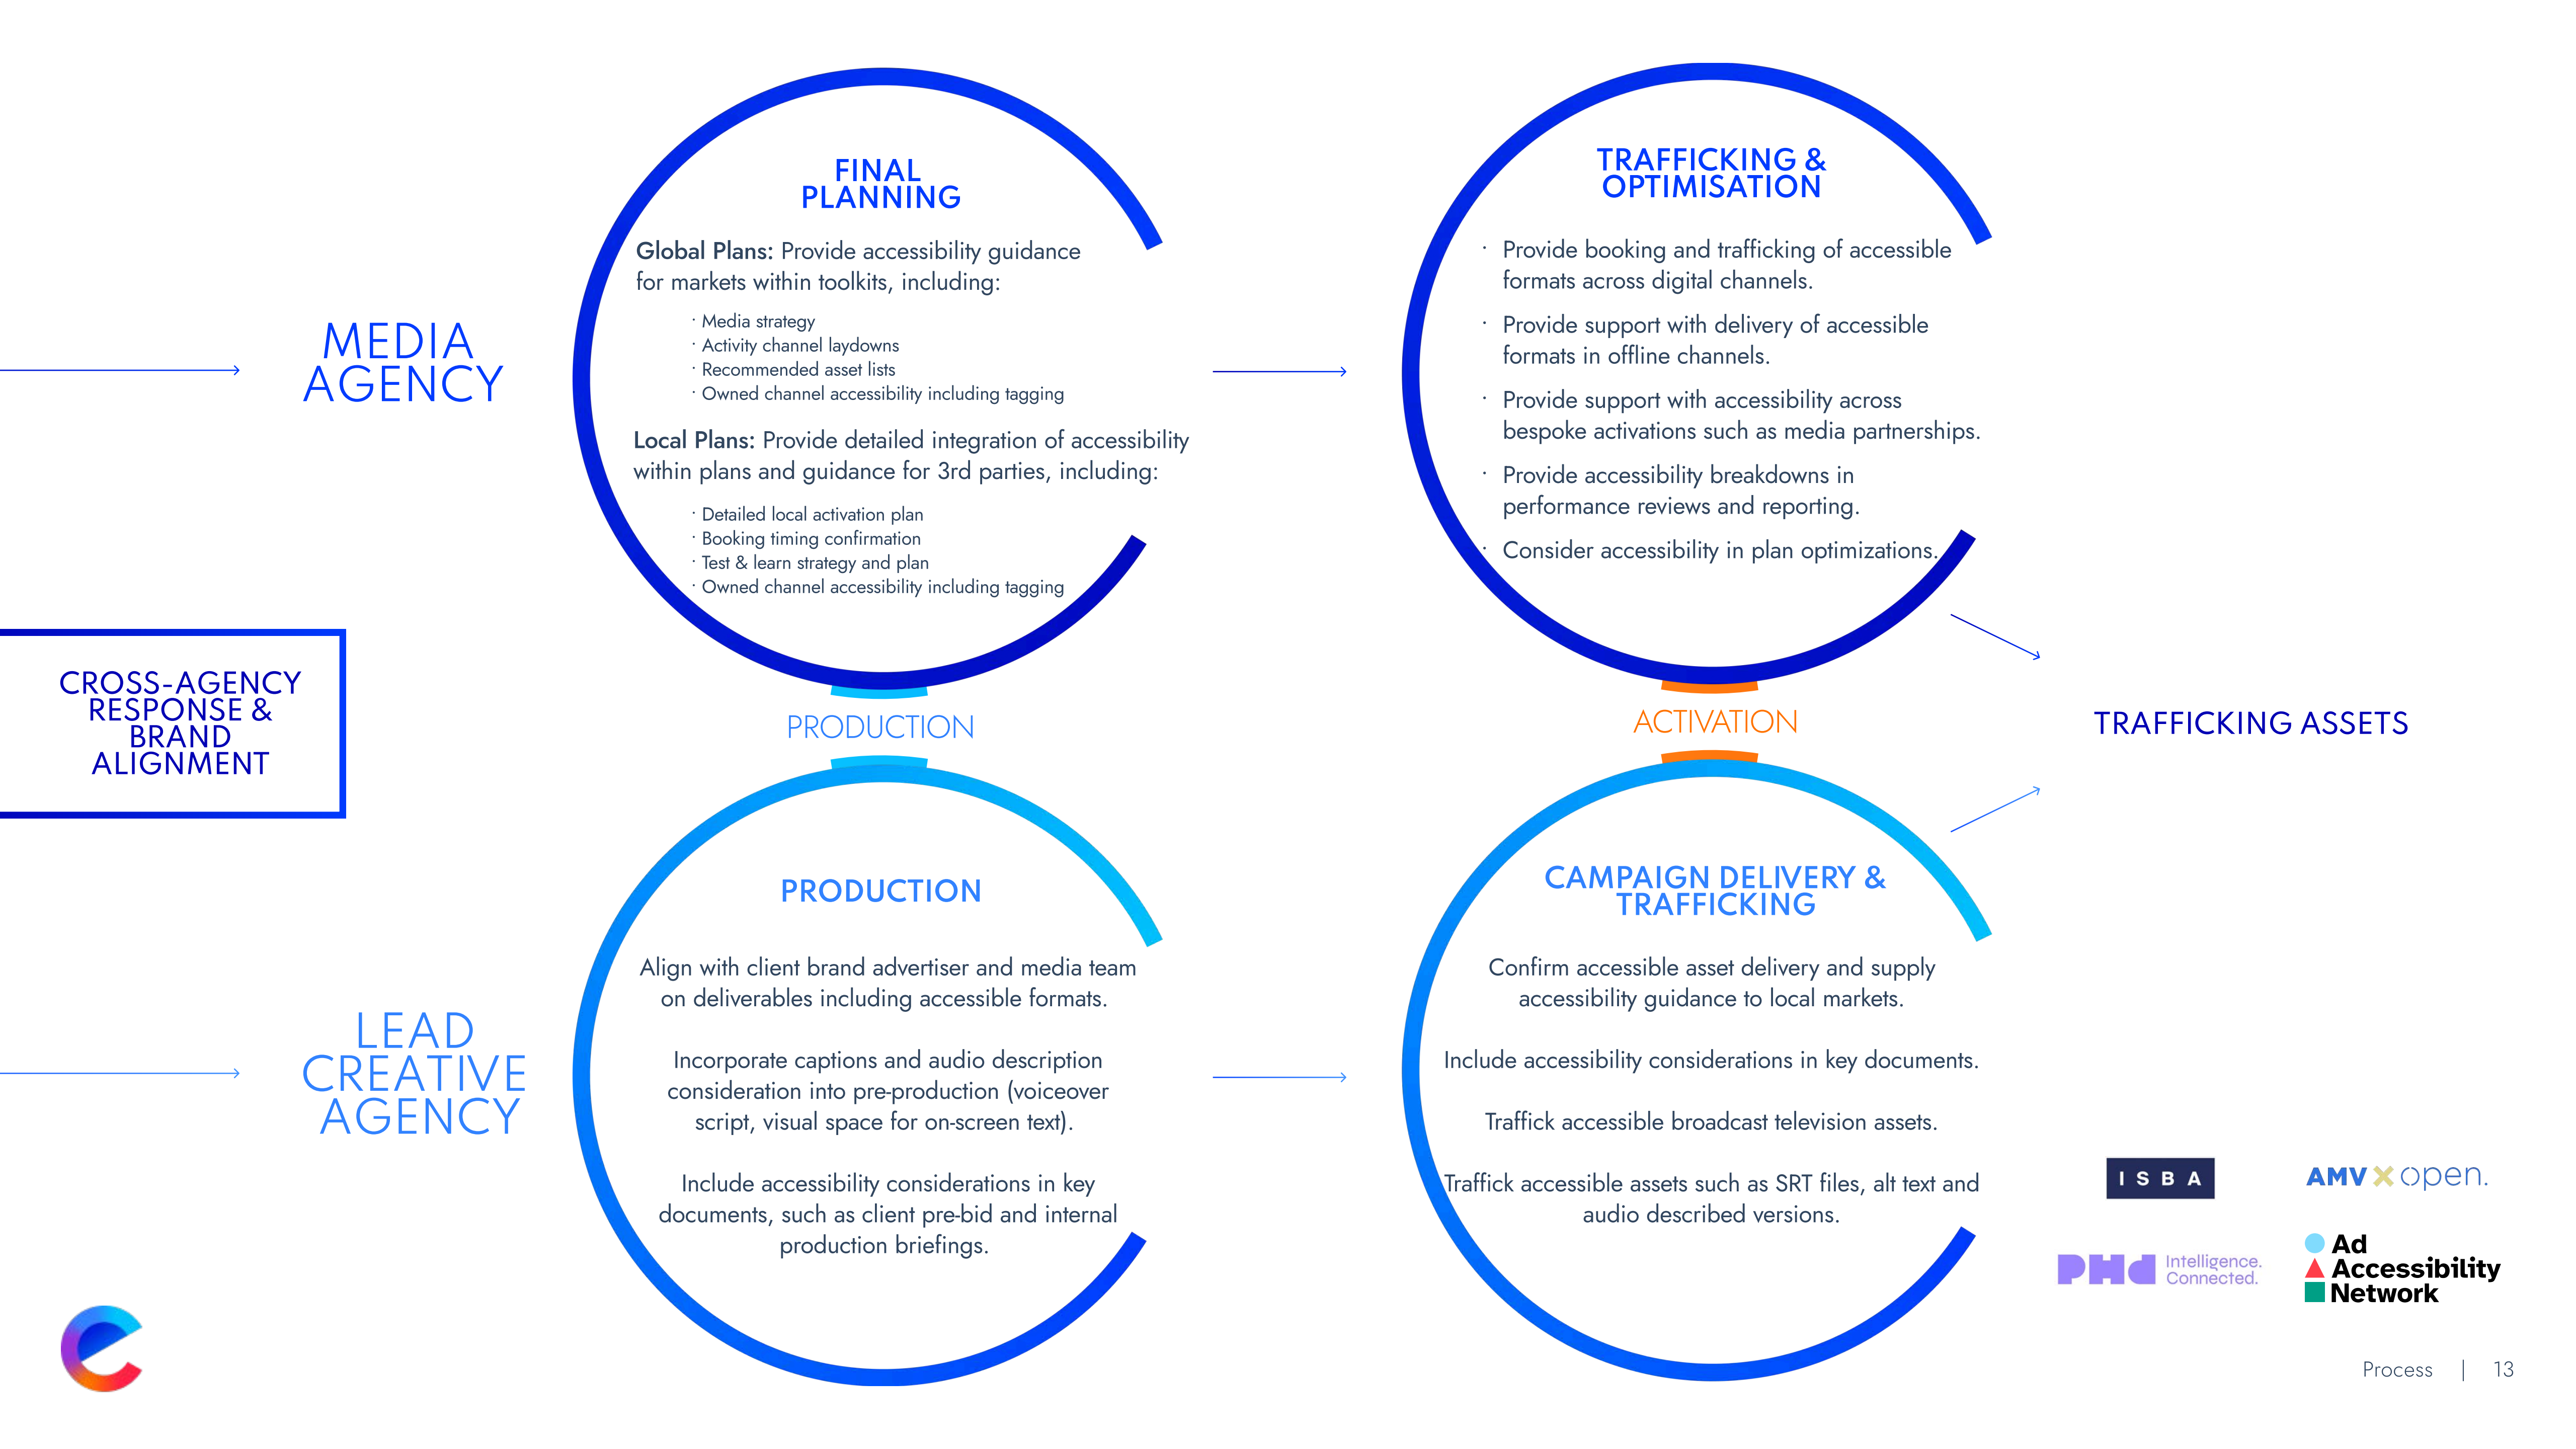 MEDIA
AGENCY
FINAL
PLANNING
Global Plans: Provide accessibility guidance
for markets within toolkits, including:
· Media strategy
· Activity channel laydowns
· Recommended asset lists
· Owned channel accessibility including tagging
Local Plans: Provide detailed integration of accessibility
within plans and guidance for 3rd parties, including:
· Detailed local activation plan
· Booking timing confirmation
· Test & learn strategy and plan
· Owned channel accessibility including tagging
TRAFFICKING &
OPTIMISATION
· Provide booking and trafficking of accessible
formats across digital channels.
· Provide support with delivery of accessible
formats in offline channels.
· Provide support with accessibility across
bespoke activations such as media partnerships.
· Provide accessibility breakdowns in
performance reviews and reporting.
· Consider accessibility in plan optimizations.
CROSS-AGENCY
RESPONSE &
BRAND
ALIGNMENT
PRODUCTION
ACTIVATION
TRAFFICKING ASSETS
LEAD
CREATIVE
AGENCY
PRODUCTION
Align with client brand advertiser and media team
on deliverables including accessible formats.
Incorporate captions and audio description
consideration into pre-production (voiceover
script, visual space for on-screen text).
Include accessibility considerations in key
documents, such as client pre-bid and internal
production briefings.
CAMPAIGN DELIVERY &
TRAFFICKING
Confirm accessible asset delivery and supply
accessibility guidance to local markets.
Include accessibility considerations in key documents.
Traffick accessible broadcast television assets.
Traffick accessible assets such as SRT files, alt text and
audio described versions.
ISBA
AMV X open.
PHd Intelligence.
Connected.
Ad
Accessibility
Network
Process | 13